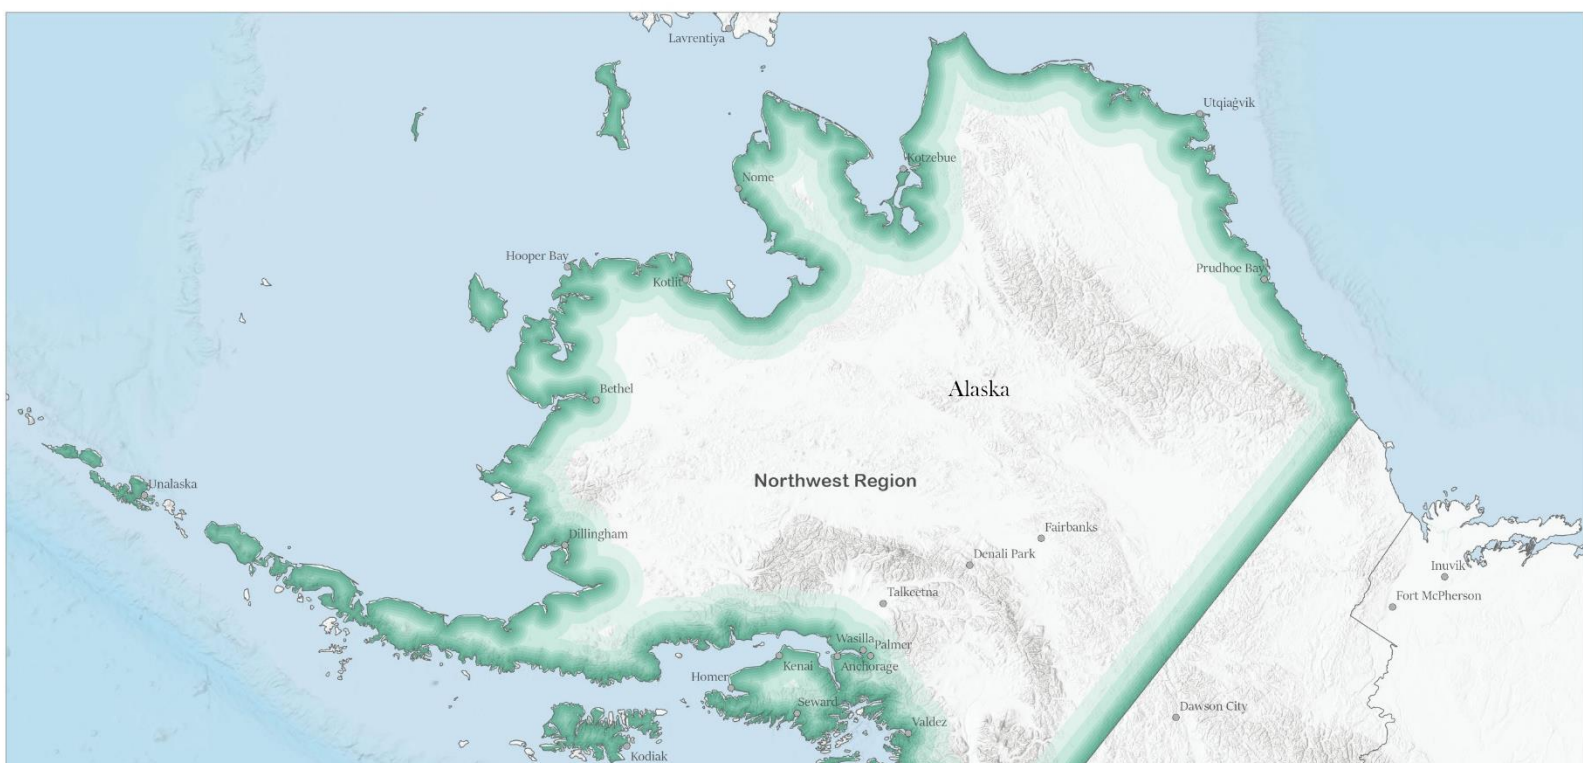 Lavrentiya
Utqiaġvik
Kotzebue
Nome
Hooper Bay
Kotlit
Prudhoe Bay
Bethel
Alaska
Northwest Region
Unalaska
Fairbanks
Dillingham
Denali Park
Inuvik
Talkeetna
Fort McPherson
Wasilla
Palmer
Kenai
Anchorage
Homer
Seward
Dawson City
Valdez
Kodiak